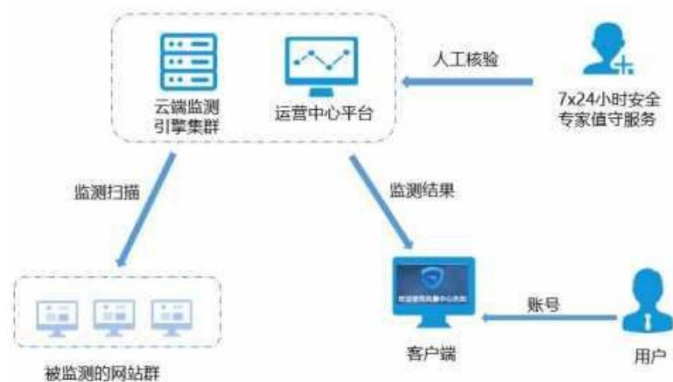 人工核验
云端监测
引擎集群
运营中心平台
7x24小时安全
专家值守服务
监测扫描
监测结果
账号
客户端
用户
被监测的网站群